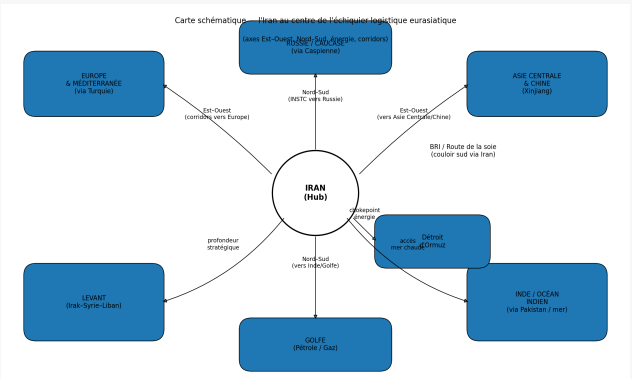 Carte schématique — l'Iran au centre de l'échiquier logistique eurasiatique
(axes Est–Ouest, Nord–Sud, énergie, corridors)
RUSSIE / CAUCASE
(via Caspienne)
EUROPE
& MÉDITERRANÉE
(via Turquie)
ASIE CENTRALE
& CHINE
(Xinjiang)
Nord–Sud
(INSTC vers Russie)
Est–Ouest
(corridors vers Europe)
Est–Ouest
(vers Asie Centrale/Chine)
BRI / Route de la soie
(couloir sud via Iran)
IRAN
(Hub)
chokepoint
énergie
profondeur
stratégique
accès
mer chaude
Détroit
d'Ormuz
Nord–Sud
(vers Inde/Golfe)
LEVANT
(Irak–Syrie–Liban)
GOLFE
(Pétrole / Gaz)
INDE / OCÉAN
INDIEN
(via Pakistan / mer)